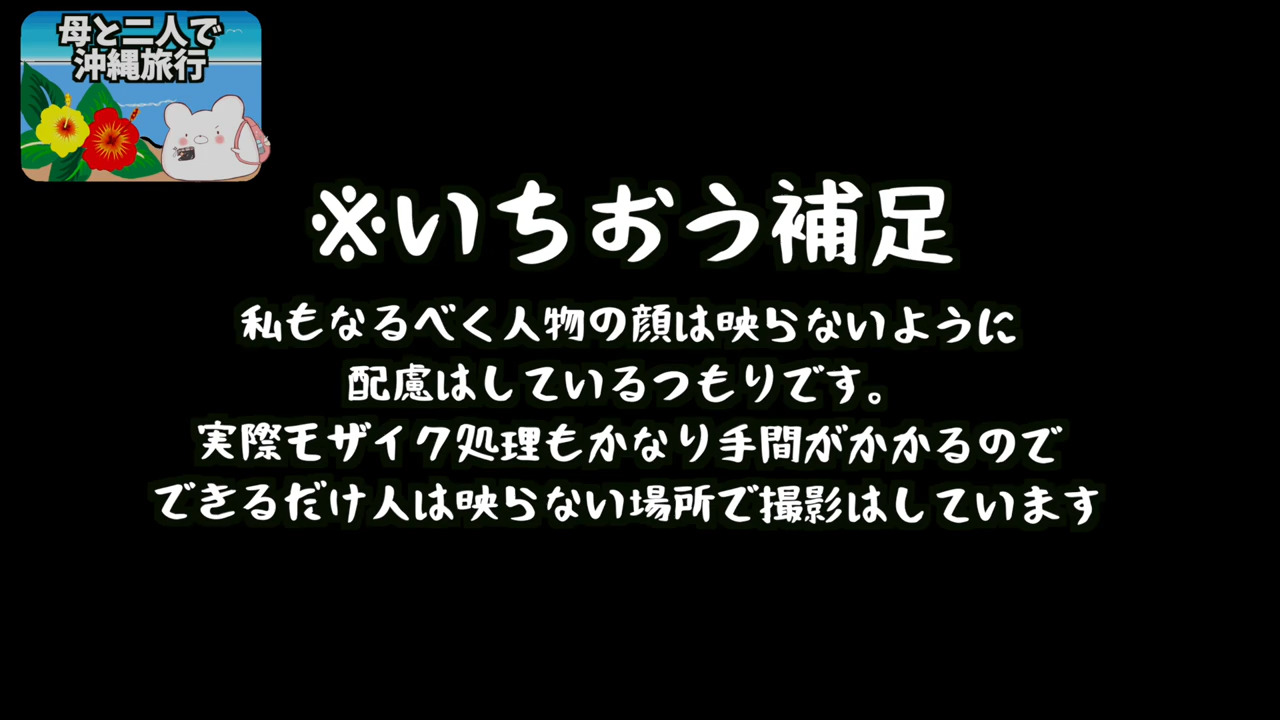 母と二人で
沖縄旅行
※いちおう補足
私もなるべく人物の顔は映らないように
配慮はしているつもりです。
実際モザイク処理もかなり手間がかかるので
できるだけ人は映らない場所で撮影はしています